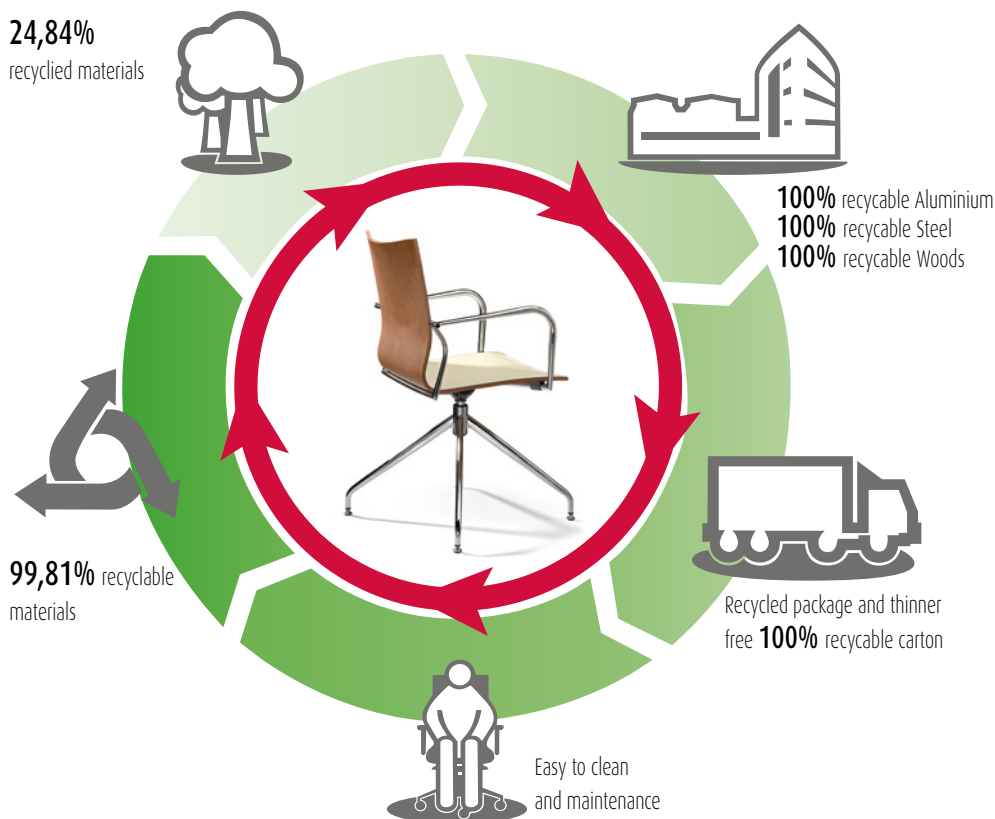 24,84%
recyclied materials
100% recycable Aluminium
100% recycable Steel
100% recycable Woods
Recycled package and thinner
free 100% recycable carton
Easy to clean
and maintenance
99,81% recyclable
materials